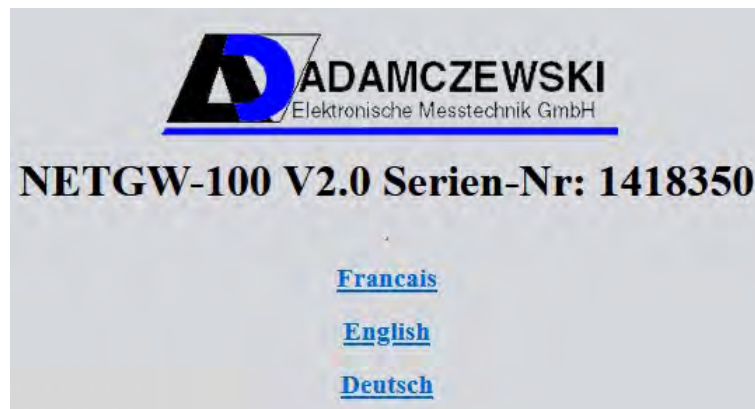 ADAMCZEWSKI
Elektronische Messtechnik GmbH
NETGW-100 V2.0 Serien-Nr: 1418350
Francais
English
Deutsch